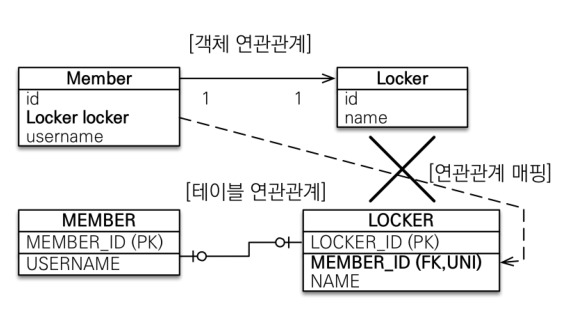 [객체 연관관계]
Member
id
Locker locker
username
1 1
Locker
id
name
[연관관계 매핑]
[테이블 연관관계]
MEMBER
MEMBER_ID (PK)
USERNAME
LOCKER
LOCKER_ID (PK)
MEMBER_ID (FK,UNI)
NAME